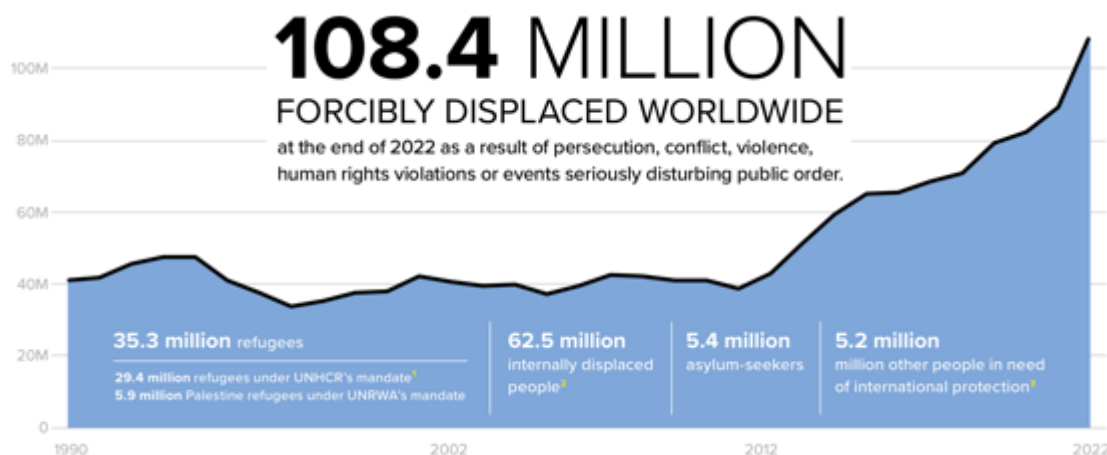 108.4 MILLION
FORCIBLY DISPLACED WORLDWIDE
at the end of 2022 as a result of persecution, conflict, violence,
human rights violations or events seriously disturbing public order.
100M
80M
60M
40M
20M
0
35.3 million refugees
29.4 million refugees under UNHCR's mandate¹
5.9 million Palestine refugees under UNRWA's mandate
62.5 million
internally displaced
people²
5.4 million
asylum-seekers
5.2 million
million other people in need
of international protection³
1990
2002
2012
2022